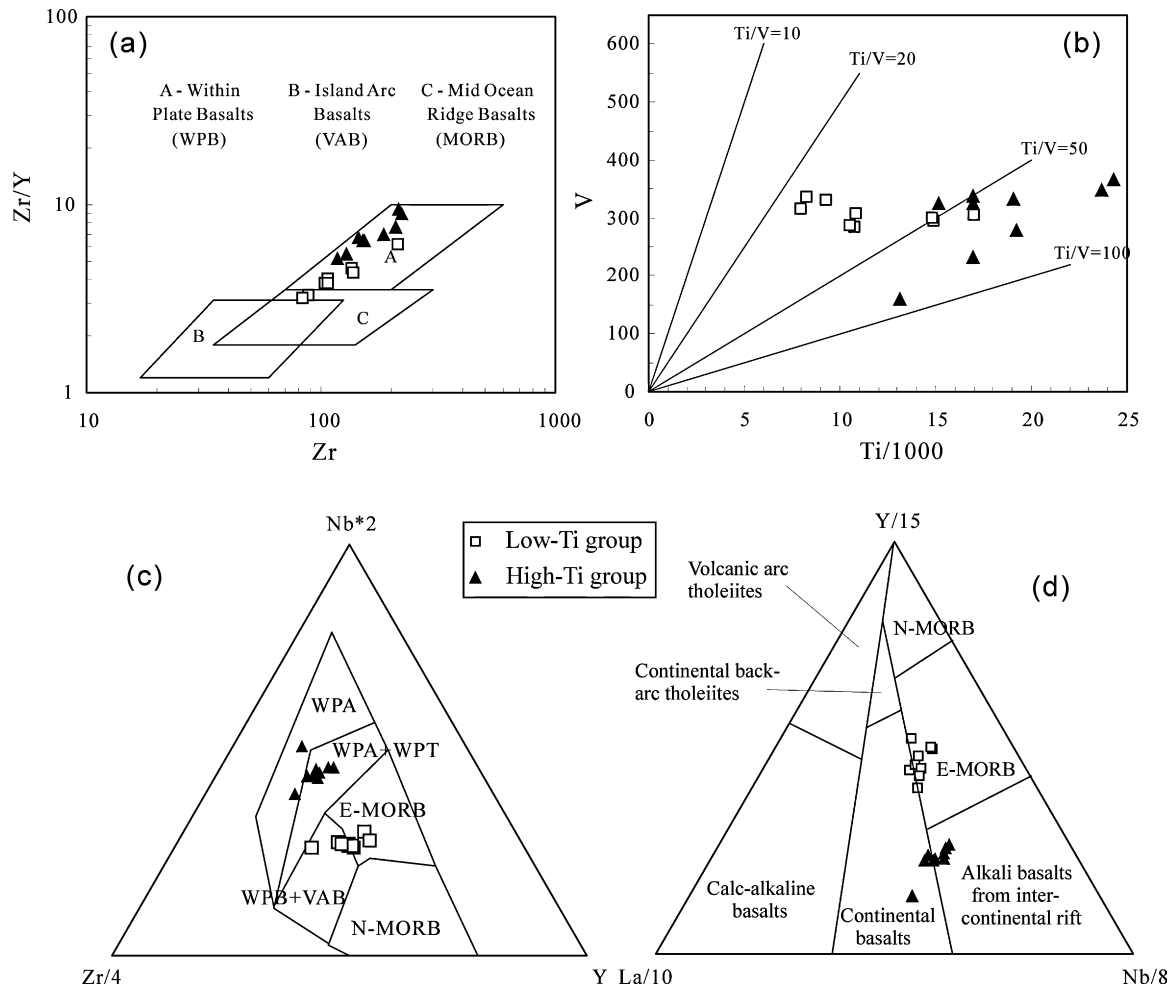 (a)
100
10
1
Zr/Y
A - Within
Plate Basalts
(WPB)
B - Island Arc
Basalts
(VAB)
C - Mid Ocean
Ridge Basalts
(MORB)
A
B
C
10
100
1000
Zr
(b)
600
500
400
300
200
100
0
V
Ti/V=10
Ti/V=20
Ti/V=50
Ti/V=100
0
5
10
15
20
25
Ti/1000
Nb*2
(c)
Low-Ti group
High-Ti group
WPA
WPA+WPT
E-MORB
WPB+VAB
N-MORB
Zr/4
Y
Y/15
(d)
Volcanic arc
tholeiites
N-MORB
Continental back-
arc tholeiites
E-MORB
Calc-alkaline
basalts
Continental
basalts
Alkali basalts
from inter-
continental rift
La/10
Nb/8